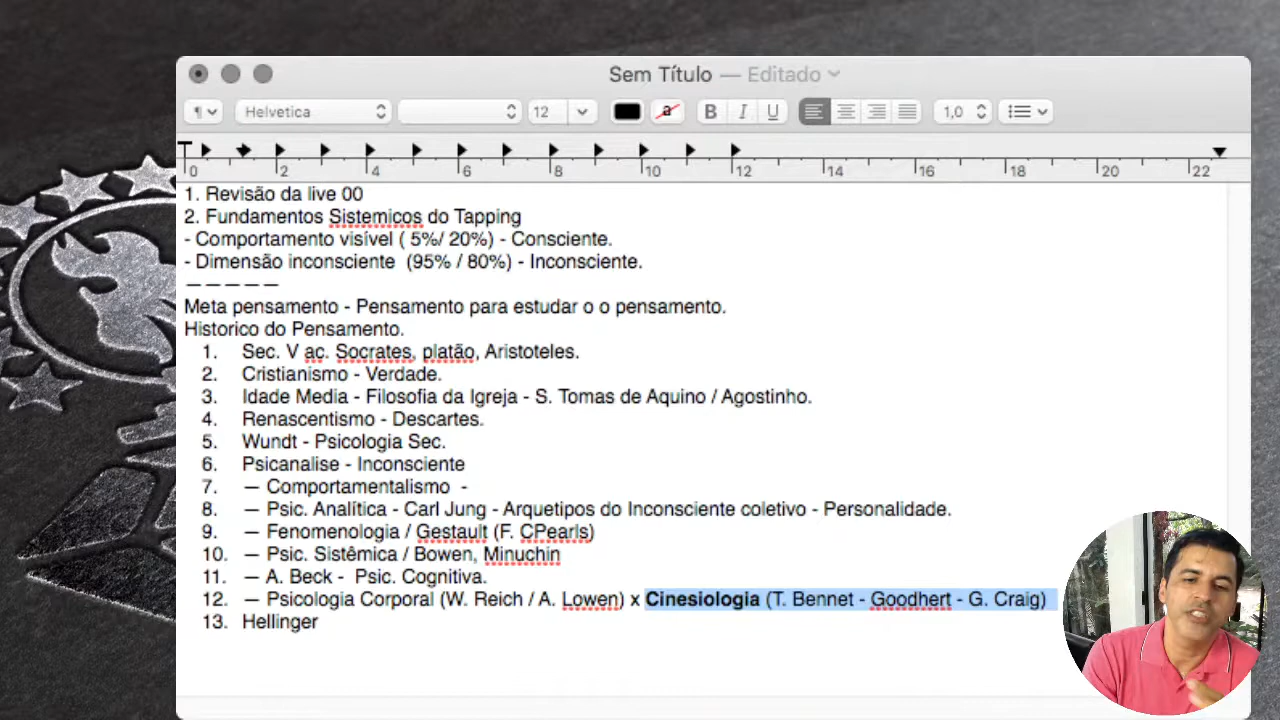 Sem Título — Editado
¶ Helvetica 12 a B I U 1,0
0 2 4 6 8 10 12 14 16 18 20 22
1. Revisão da live 00
2. Fundamentos Sistemicos do Tapping
- Comportamento visível ( 5%/ 20%) - Consciente.
- Dimensão inconsciente  (95% / 80%) - Inconsciente.
—————
Meta pensamento - Pensamento para estudar o o pensamento.
Historico do Pensamento.
1. Sec. V ac. Socrates, platão, Aristoteles.
2. Cristianismo - Verdade.
3. Idade Media - Filosofia da Igreja - S. Tomas de Aquino / Agostinho.
4. Renascentismo - Descartes.
5. Wundt - Psicologia Sec.
6. Psicanalise - Inconsciente
7. — Comportamentalismo  -
8. — Psic. Analítica - Carl Jung - Arquetipos do Inconsciente coletivo - Personalidade.
9. — Fenomenologia / Gestault (F. CPearls)
10. — Psic. Sistêmica / Bowen, Minuchin
11. — A. Beck -  Psic. Cognitiva.
12. — Psicologia Corporal (W. Reich / A. Lowen) x Cinesiologia (T. Bennet - Goodhert - G. Craig)
13. Hellinger